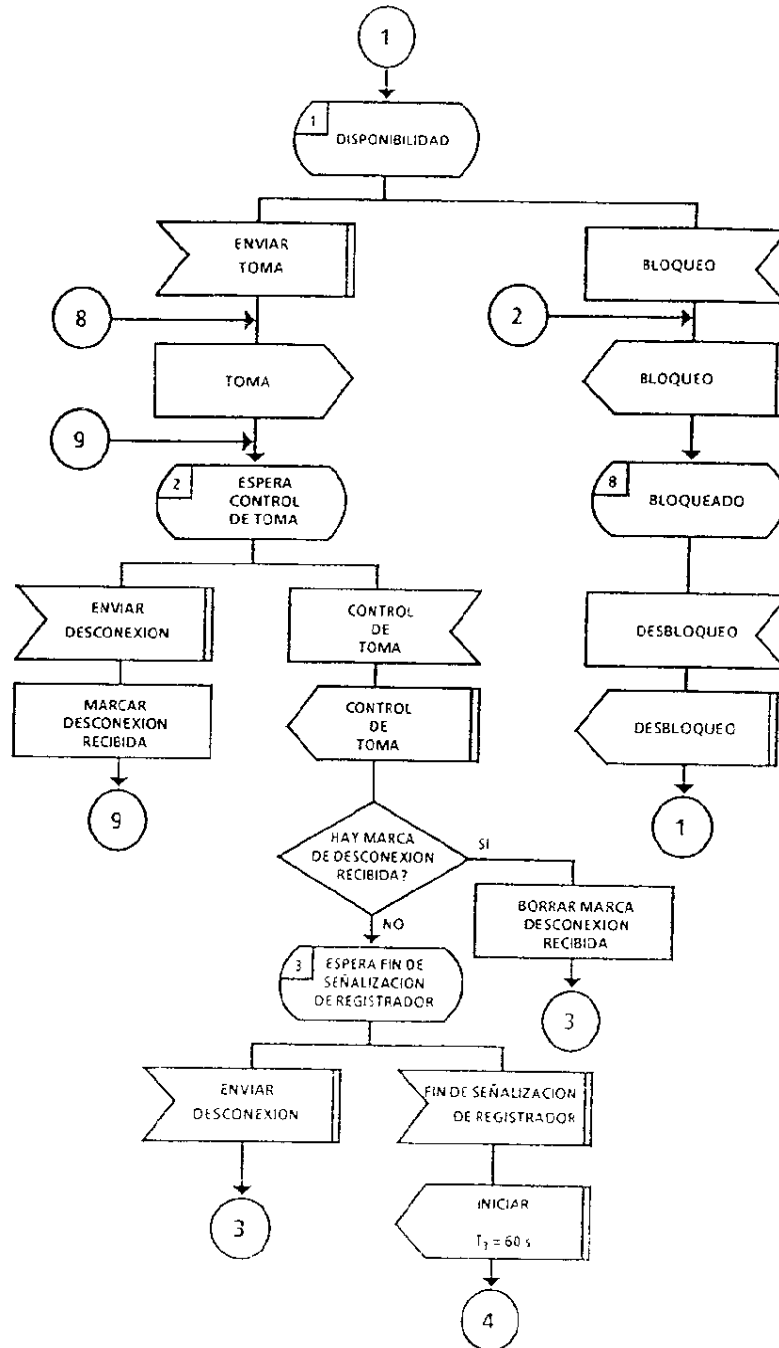 1
1
DISPONIBILIDAD
ENVIAR
TOMA
BLOQUEO
8
2
TOMA
BLOQUEO
9
2
ESPERA
CONTROL
DE TOMA
8
BLOQUEADO
ENVIAR
DESCONEXION
CONTROL
DE
TOMA
DESBLOQUEO
MARCAR
DESCONEXION
RECIBIDA
CONTROL
DE
TOMA
DESBLOQUEO
9
1
HAY MARCA
DE DESCONEXION
RECIBIDA?
SI
NO
BORRAR MARCA
DESCONEXION
RECIBIDA
3
ESPERA FIN DE
SEÑALIZACION
DE REGISTRADOR
3
ENVIAR
DESCONEXION
FIN DE SEÑALIZACION
DE REGISTRADOR
3
INICIAR
= 60 s
4